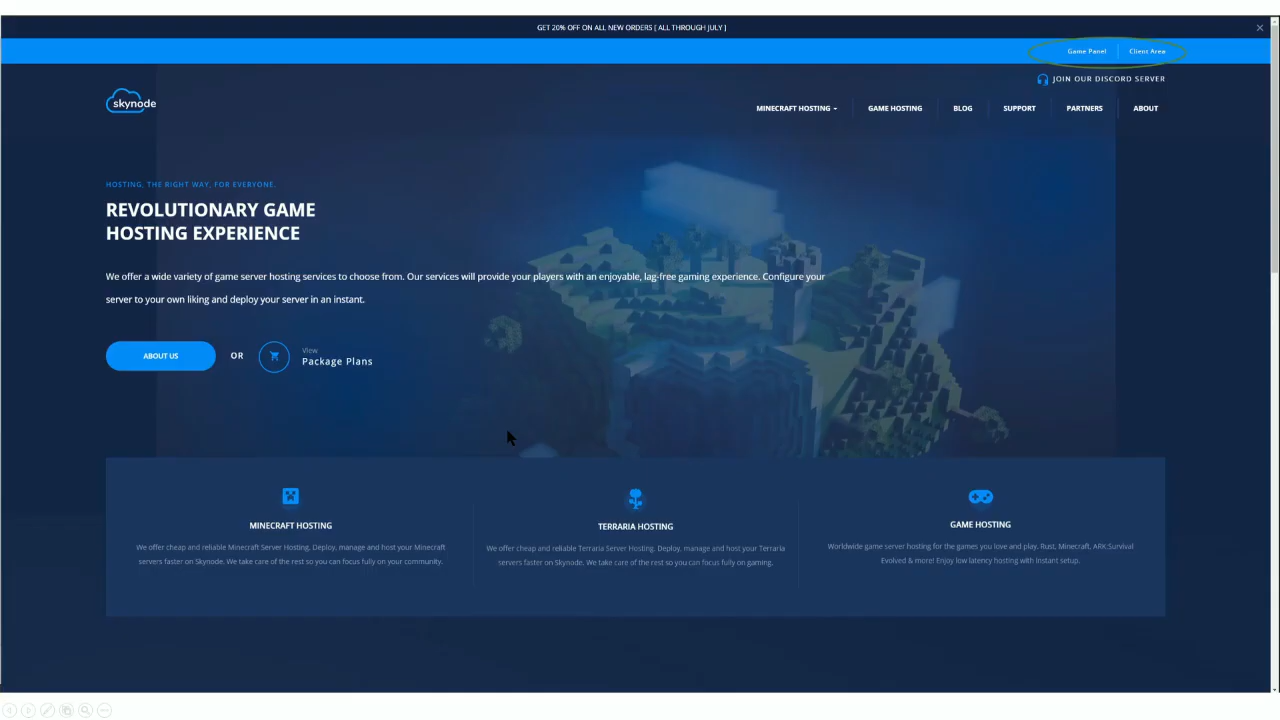 GET 20% OFF ON ALL NEW ORDERS [ ALL THROUGH JULY ]
Game Panel
Client Area
JOIN OUR DISCORD SERVER
skynode
MINECRAFT HOSTING
GAME HOSTING
BLOG
SUPPORT
PARTNERS
ABOUT
HOSTING, THE RIGHT WAY, FOR EVERYONE.
REVOLUTIONARY GAME
HOSTING EXPERIENCE
We offer a wide variety of game server hosting services to choose from. Our services will provide your players with an enjoyable, lag-free gaming experience. Configure your
server to your own liking and deploy your server in an instant.
ABOUT US
OR
View
Package Plans
MINECRAFT HOSTING
We offer cheap and reliable Minecraft Server Hosting. Deploy, manage and host your Minecraft
servers faster on Skynode. We take care of the rest so you can focus fully on your community.
TERRARIA HOSTING
We offer cheap and reliable Terraria Server Hosting. Deploy, manage and host your Terraria
servers faster on Skynode. We take care of the rest so you can focus fully on gaming.
GAME HOSTING
Worldwide game server hosting for the games you love and play. Rust, Minecraft, ARK:Survival
Evolved & more! Enjoy low latency hosting with instant setup.